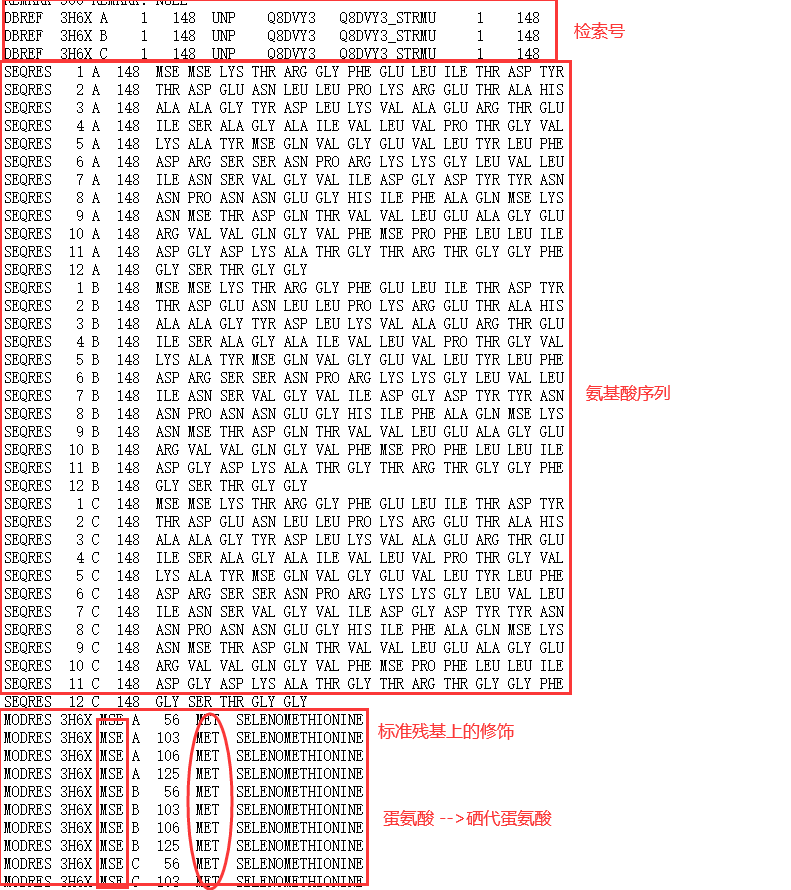 DBREF 3H6X A 1 148 UNP Q8DVY3 Q8DVY3_STRMU 1 148
DBREF 3H6X B 1 148 UNP Q8DVY3 Q8DVY3_STRMU 1 148
DBREF 3H6X C 1 148 UNP Q8DVY3 Q8DVY3_STRMU 1 148
检索号
SEQRES 1 A 148 MSE MSE LYS THR ARG GLY PHE GLU LEU ILE THR ASP TYR
SEQRES 2 A 148 THR ASP GLU ASN LEU LEU PRO LYS ARG GLU THR ALA HIS
SEQRES 3 A 148 ALA ALA GLY TYR ASP LEU LYS VAL ALA GLU ARG THR GLU
SEQRES 4 A 148 ILE SER ALA GLY ALA ILE VAL LEU VAL PRO THR GLY VAL
SEQRES 5 A 148 LYS ALA TYR MSE GLN VAL GLY GLU VAL LEU TYR LEU PHE
SEQRES 6 A 148 ASP ARG SER SER ASN PRO ARG LYS LYS GLY LEU VAL LEU
SEQRES 7 A 148 ILE ASN SER VAL GLY VAL ILE ASP GLY ASP TYR TYR ASN
SEQRES 8 A 148 ASN PRO ASN ASN GLU GLY HIS ILE PHE ALA GLN MSE LYS
SEQRES 9 A 148 ASN MSE THR ASP GLN THR VAL VAL LEU GLU ALA GLY GLU
SEQRES 10 A 148 ARG VAL VAL GLN GLY VAL PHE MSE PRO PHE LEU LEU ILE
SEQRES 11 A 148 ASP GLY ASP LYS ALA THR GLY THR ARG THR GLY GLY PHE
SEQRES 12 A 148 GLY SER THR GLY GLY
SEQRES 1 B 148 MSE MSE LYS THR ARG GLY PHE GLU LEU ILE THR ASP TYR
SEQRES 2 B 148 THR ASP GLU ASN LEU LEU PRO LYS ARG GLU THR ALA HIS
SEQRES 3 B 148 ALA ALA GLY TYR ASP LEU LYS VAL ALA GLU ARG THR GLU
SEQRES 4 B 148 ILE SER ALA GLY ALA ILE VAL LEU VAL PRO THR GLY VAL
SEQRES 5 B 148 LYS ALA TYR MSE GLN VAL GLY GLU VAL LEU TYR LEU PHE
SEQRES 6 B 148 ASP ARG SER SER ASN PRO ARG LYS LYS GLY LEU VAL LEU
SEQRES 7 B 148 ILE ASN SER VAL GLY VAL ILE ASP GLY ASP TYR TYR ASN
SEQRES 8 B 148 ASN PRO ASN ASN GLU GLY HIS ILE PHE ALA GLN MSE LYS
SEQRES 9 B 148 ASN MSE THR ASP GLN THR VAL VAL LEU GLU ALA GLY GLU
SEQRES 10 B 148 ARG VAL VAL GLN GLY VAL PHE MSE PRO PHE LEU LEU ILE
SEQRES 11 B 148 ASP GLY ASP LYS ALA THR GLY THR ARG THR GLY GLY PHE
SEQRES 12 B 148 GLY SER THR GLY GLY
SEQRES 1 C 148 MSE MSE LYS THR ARG GLY PHE GLU LEU ILE THR ASP TYR
SEQRES 2 C 148 THR ASP GLU ASN LEU LEU PRO LYS ARG GLU THR ALA HIS
SEQRES 3 C 148 ALA ALA GLY TYR ASP LEU LYS VAL ALA GLU ARG THR GLU
SEQRES 4 C 148 ILE SER ALA GLY ALA ILE VAL LEU VAL PRO THR GLY VAL
SEQRES 5 C 148 LYS ALA TYR MSE GLN VAL GLY GLU VAL LEU TYR LEU PHE
SEQRES 6 C 148 ASP ARG SER SER ASN PRO ARG LYS LYS GLY LEU VAL LEU
SEQRES 7 C 148 ILE ASN SER VAL GLY VAL ILE ASP GLY ASP TYR TYR ASN
SEQRES 8 C 148 ASN PRO ASN ASN GLU GLY HIS ILE PHE ALA GLN MSE LYS
SEQRES 9 C 148 ASN MSE THR ASP GLN THR VAL VAL LEU GLU ALA GLY GLU
SEQRES 10 C 148 ARG VAL VAL GLN GLY VAL PHE MSE PRO PHE LEU LEU ILE
SEQRES 11 C 148 ASP GLY ASP LYS ALA THR GLY THR ARG THR GLY GLY PHE
SEQRES 12 C 148 GLY SER THR GLY GLY
氨基酸序列
MODRES 3H6X MSE A 56 MET SELENOMETHIONINE
MODRES 3H6X MSE A 103 MET SELENOMETHIONINE
MODRES 3H6X MSE A 106 MET SELENOMETHIONINE
MODRES 3H6X MSE A 125 MET SELENOMETHIONINE
MODRES 3H6X MSE B 56 MET SELENOMETHIONINE
MODRES 3H6X MSE B 103 MET SELENOMETHIONINE
MODRES 3H6X MSE B 106 MET SELENOMETHIONINE
MODRES 3H6X MSE B 125 MET SELENOMETHIONINE
MODRES 3H6X MSE C 56 MET SELENOMETHIONINE
MODRES 3H6X MSE C 103 MET SELENOMETHIONINE
标准残基上的修饰
蛋氨酸 -->硒代蛋氨酸